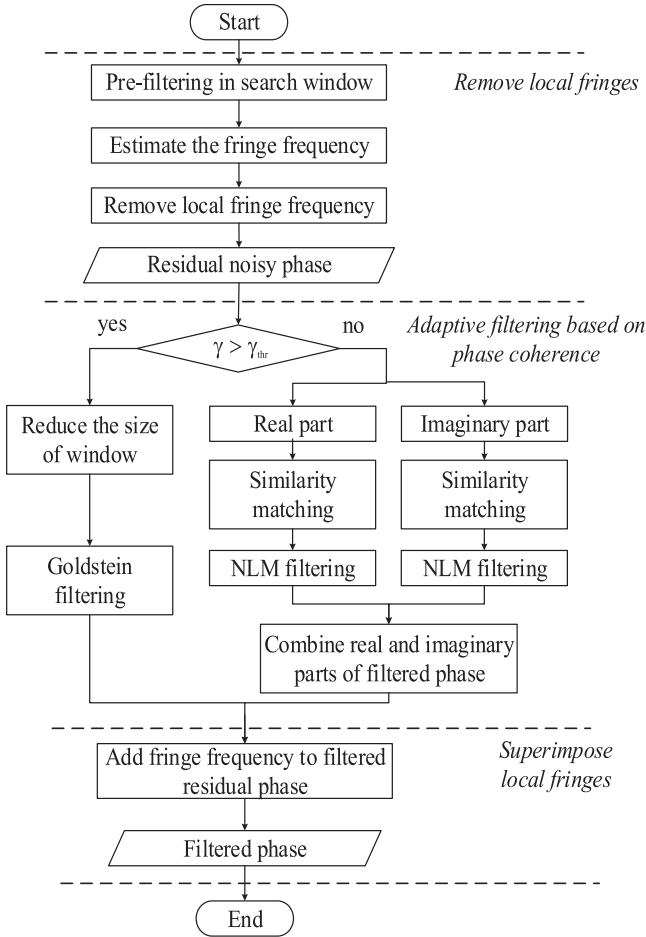 Start
Pre-filtering in search window
Remove local fringes
Estimate the fringe frequency
Remove local fringe frequency
Residual noisy phase
yes
no
Adaptive filtering based on
phase coherence
γ > γthr
Reduce the size
of window
Real part
Imaginary part
Similarity
matching
Similarity
matching
Goldstein
filtering
NLM filtering
NLM filtering
Combine real and imaginary
parts of filtered phase
Add fringe frequency to filtered
residual phase
Superimpose
local fringes
Filtered phase
End